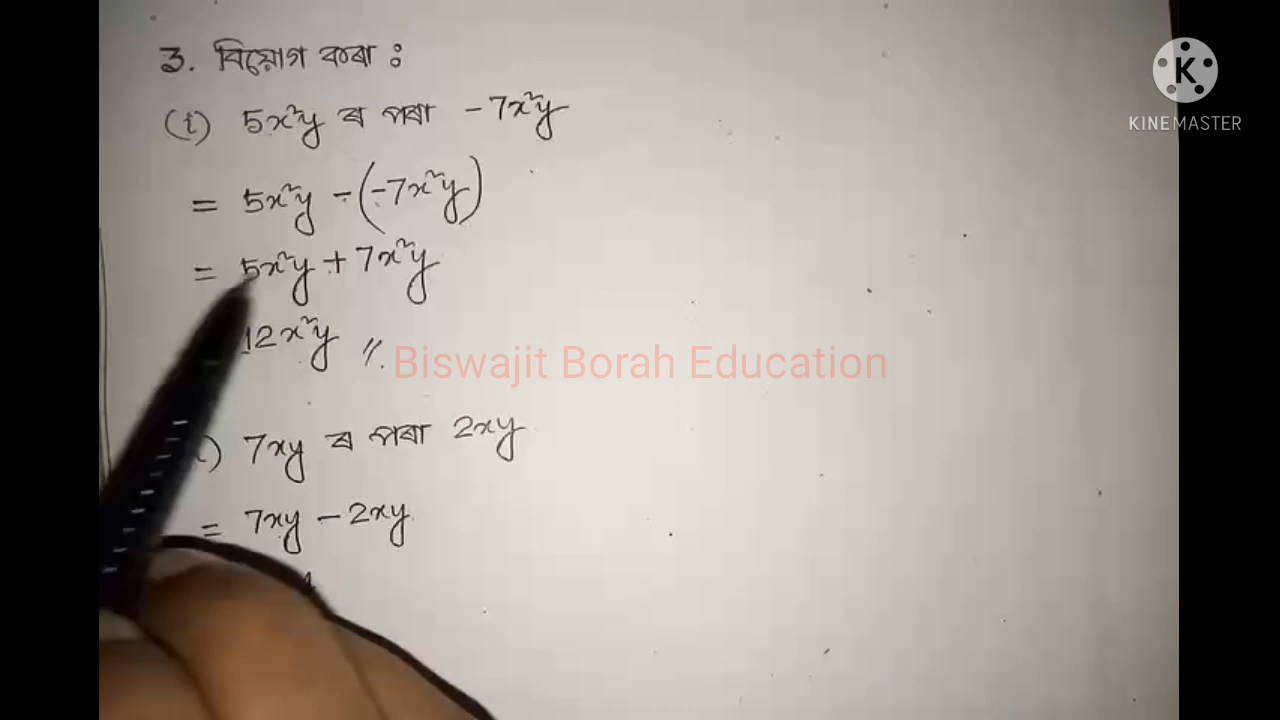 3. বিয়োগ কৰা :
(i) 5x²y ৰ পৰা -7x²y
= 5x²y - (-7x²y)
= 5x²y + 7x²y
12x²y //.
7xy ৰ পৰা 2xy
= 7xy - 2xy
K
KINEMASTER
Biswajit Borah Education